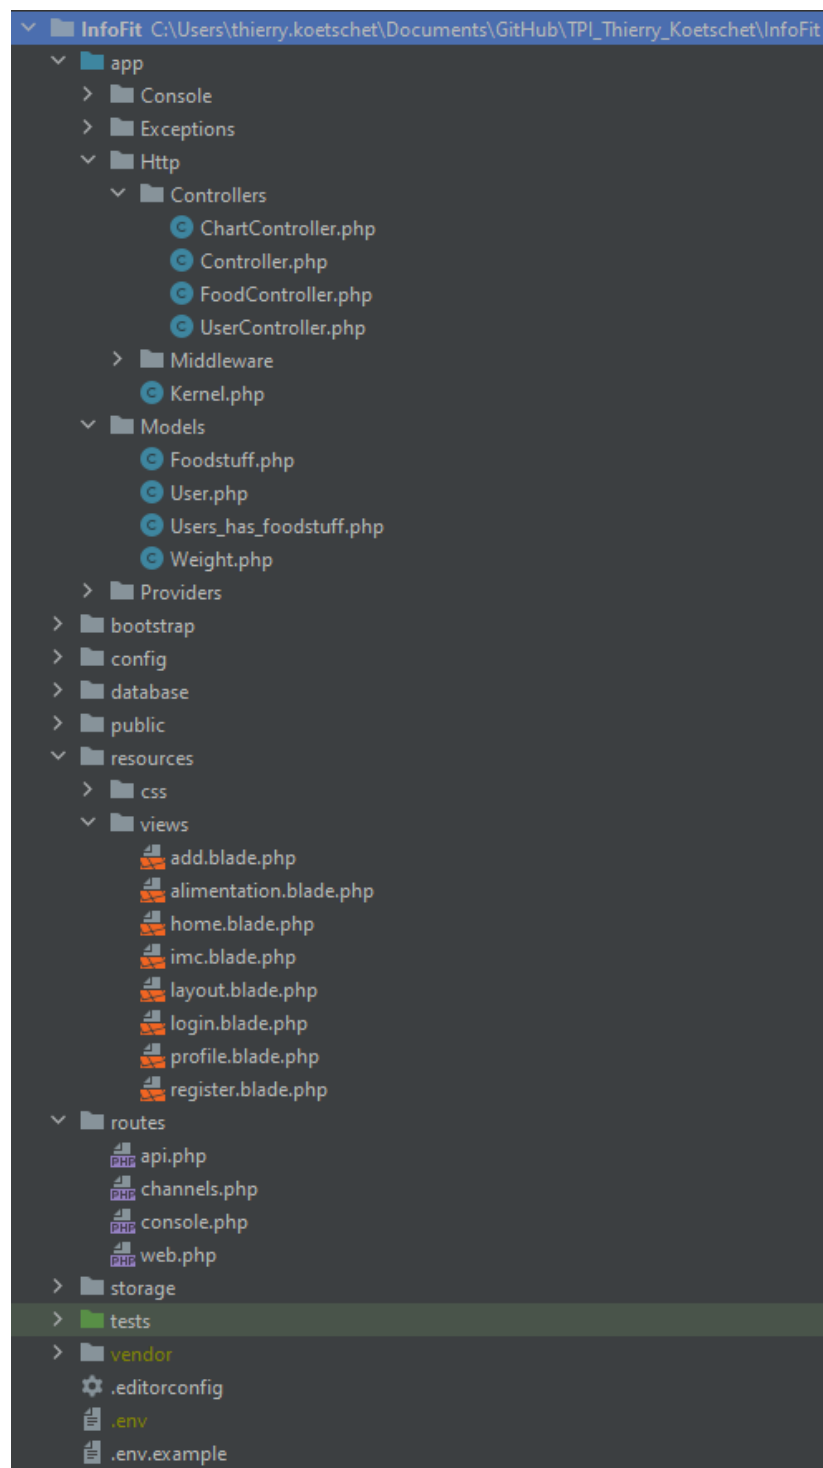 InfoFit C:\Users\thierry.koetschet\Documents\GitHub\TPI_Thierry_Koetschet\InfoFit
app
Console
Exceptions
Http
Controllers
ChartController.php
Controller.php
FoodController.php
UserController.php
Middleware
Kernel.php
Models
Foodstuff.php
User.php
Users_has_foodstuff.php
Weight.php
Providers
bootstrap
config
database
public
resources
css
views
add.blade.php
alimentation.blade.php
home.blade.php
imc.blade.php
layout.blade.php
login.blade.php
profile.blade.php
register.blade.php
routes
api.php
channels.php
console.php
web.php
storage
tests
vendor
.editorconfig
.env
.env.example